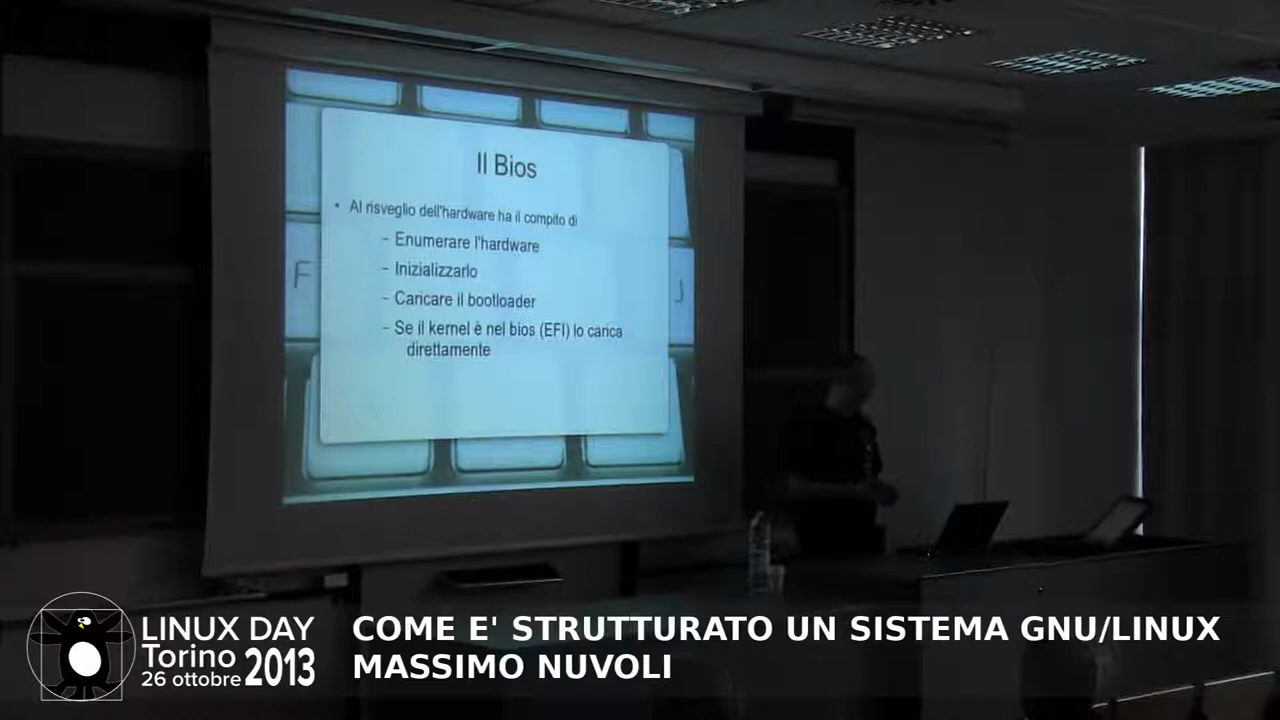 Il Bios
• Al risveglio dell'hardware ha il compito di
– Enumerare l'hardware
– Inizializzarlo
– Caricare il bootloader
– Se il kernel è nel bios (EFI) lo carica
direttamente
F
J
LINUX DAY
Torino
26 ottobre 2013
COME E' STRUTTURATO UN SISTEMA GNU/LINUX
MASSIMO NUVOLI